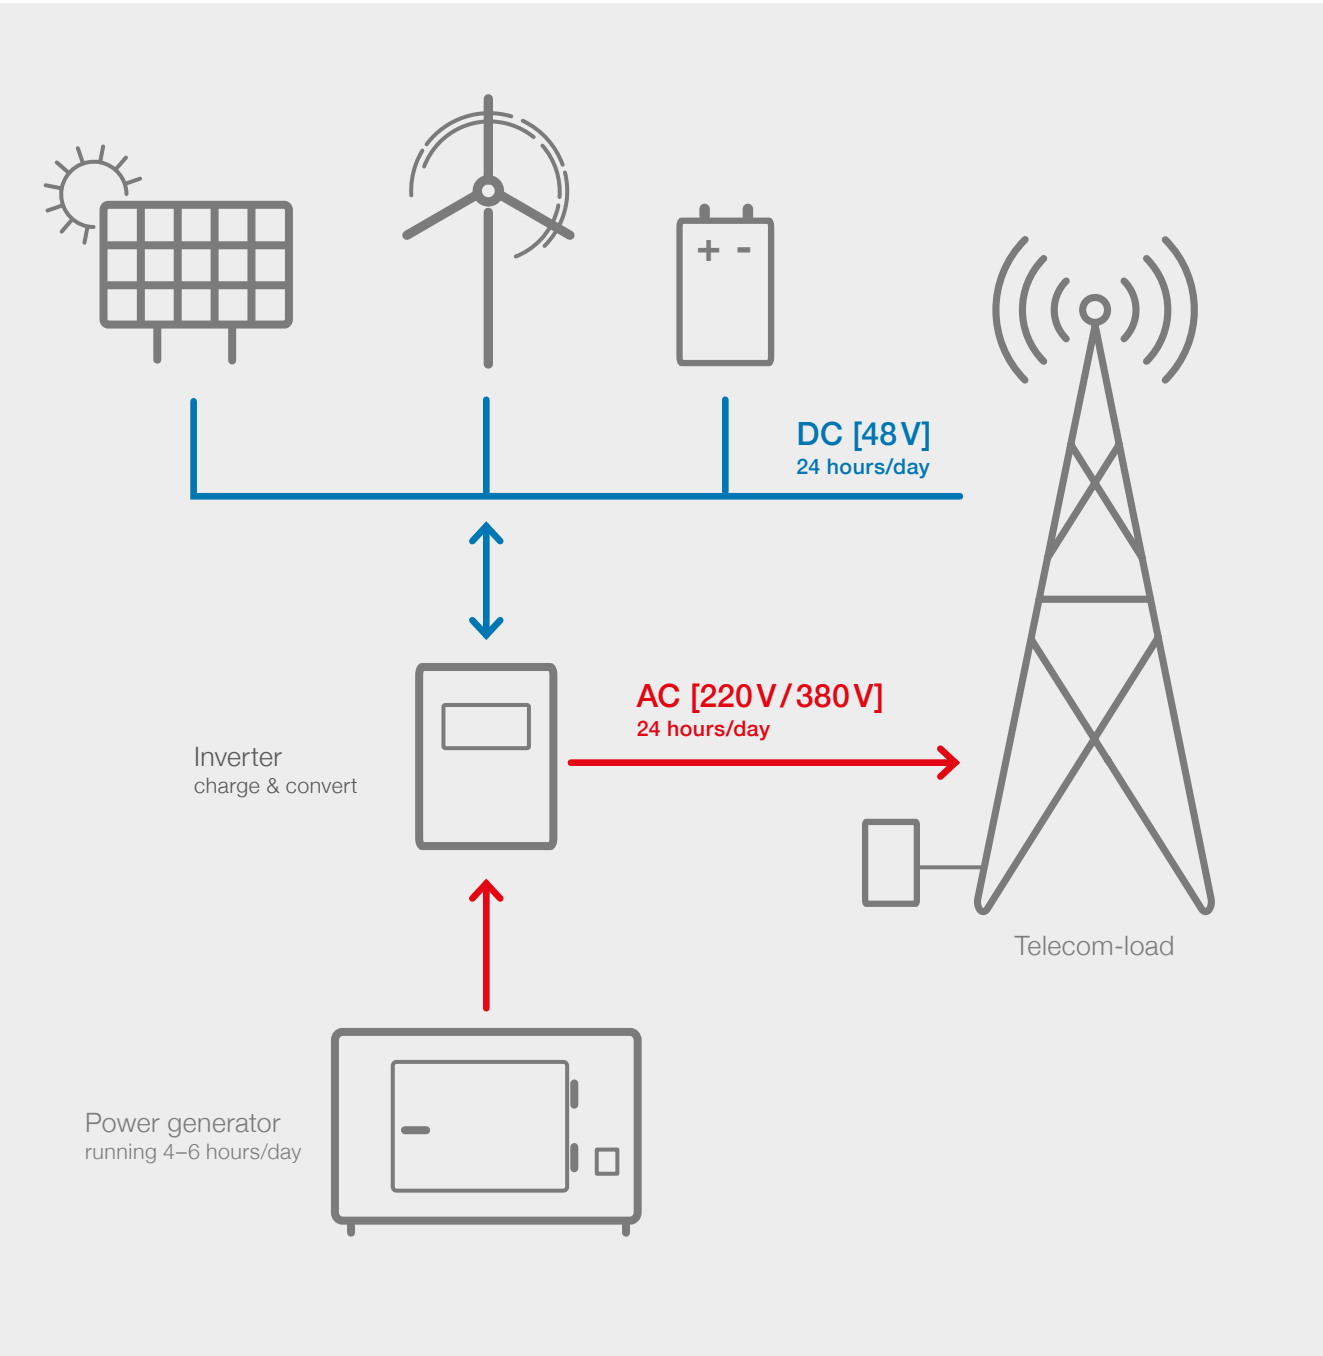 + -
DC [48 V]
24 hours/day
AC [220 V / 380 V]
24 hours/day
Inverter
charge & convert
Telecom-load
Power generator
running 4–6 hours/day